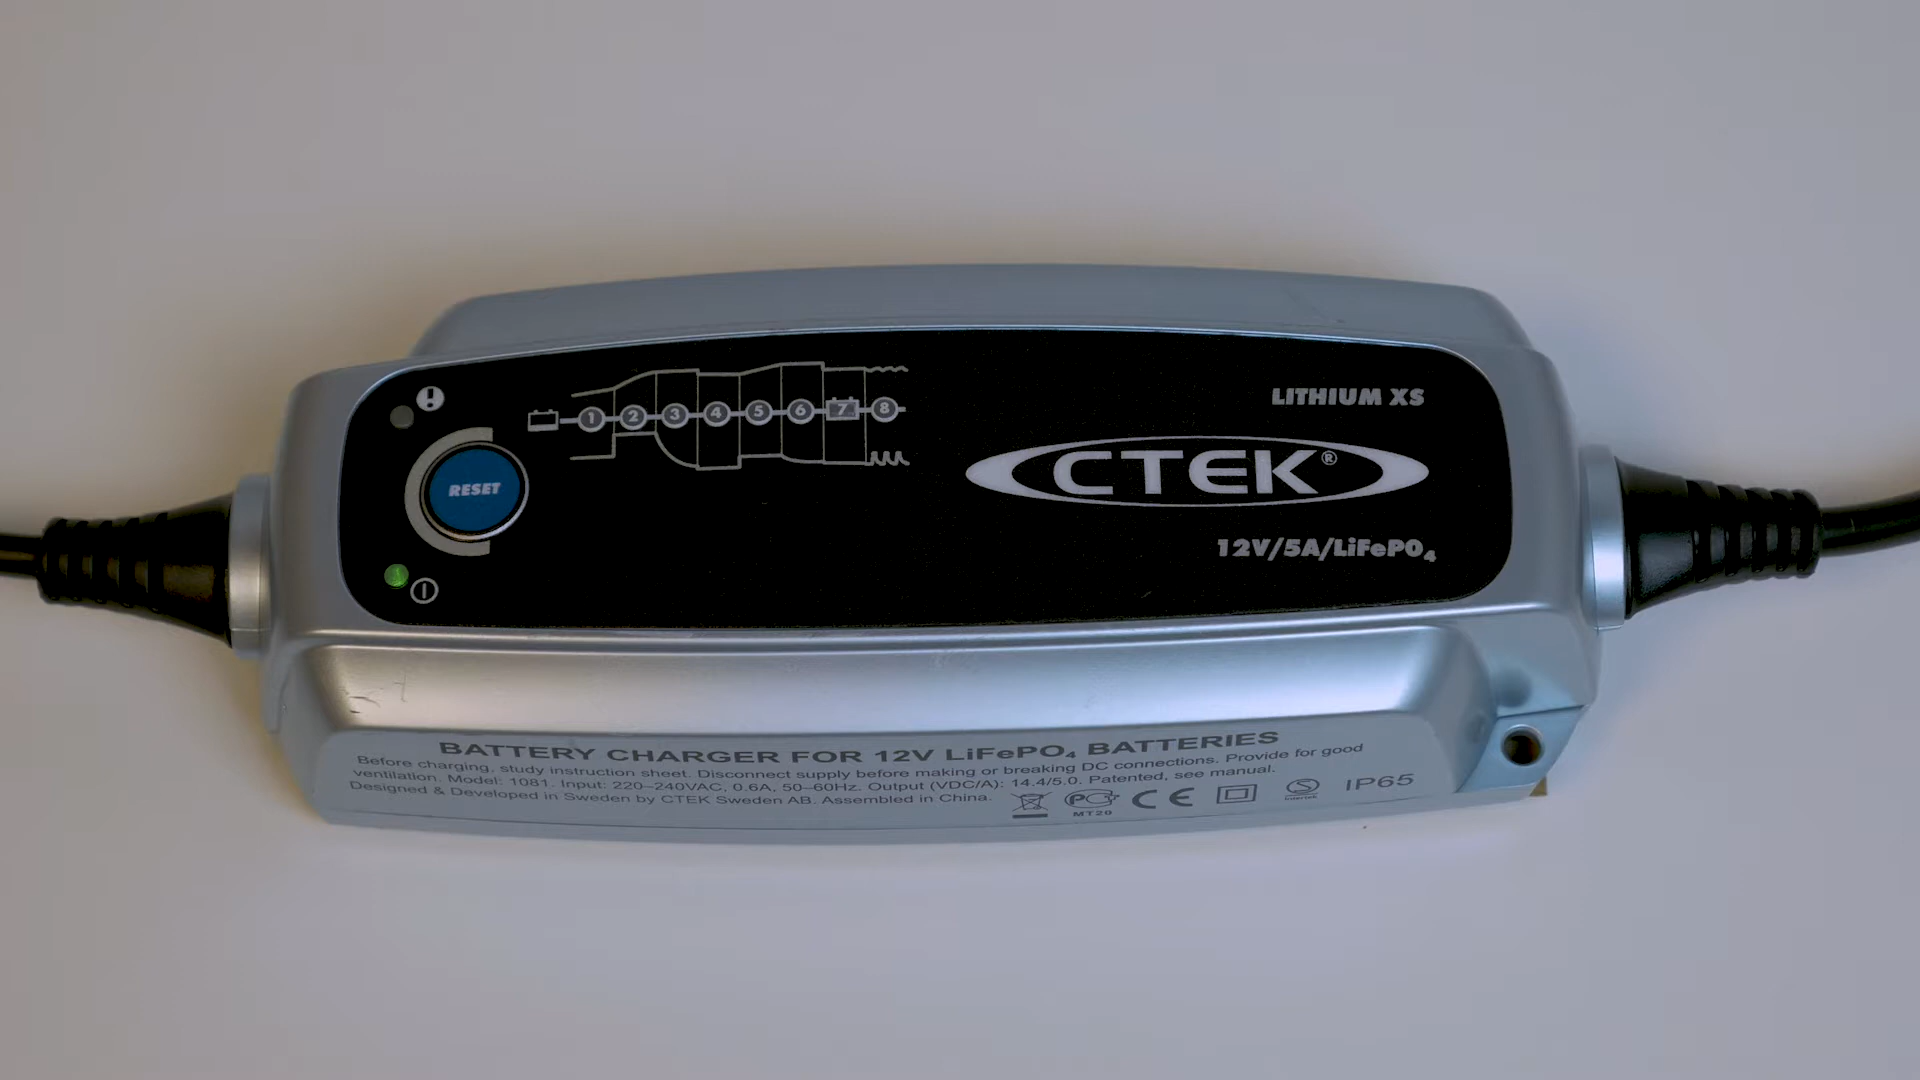 LITHIUM XS
1 2 3 4 5 6 7 8
CTEK®
RESET
12V/5A/LiFePO₄
BATTERY CHARGER FOR 12V LiFePO₄ BATTERIES
Before charging, study instruction sheet. Disconnect supply before making or breaking DC connections. Provide for good
ventilation. Model: 1081. Input: 220–240VAC, 0.6A, 50–60Hz. Output (VDC/A): 14.4/5.0. Patented, see manual.
Designed & Developed in Sweden by CTEK Sweden AB. Assembled in China.
CE
IP65
MT20
Intertek